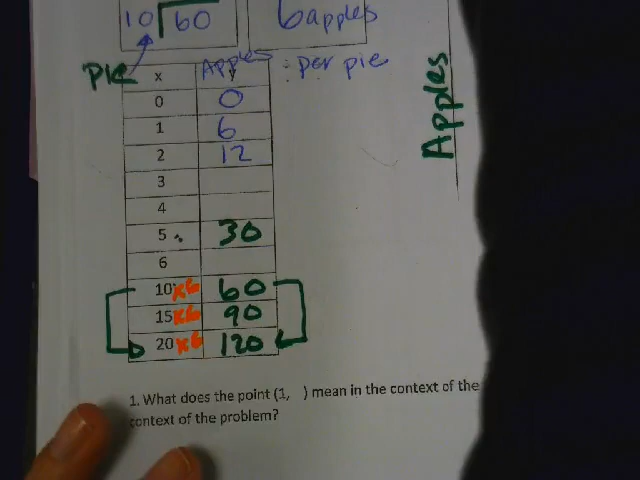 10 60 6 apples
Pie x Apples y : per pie
Apples
0 0
1 6
2 12
3
4
5 30
6
10 x6 60
15 x6 90
20 x6 120
1. What does the point (1, ) mean in the context of the
context of the problem?